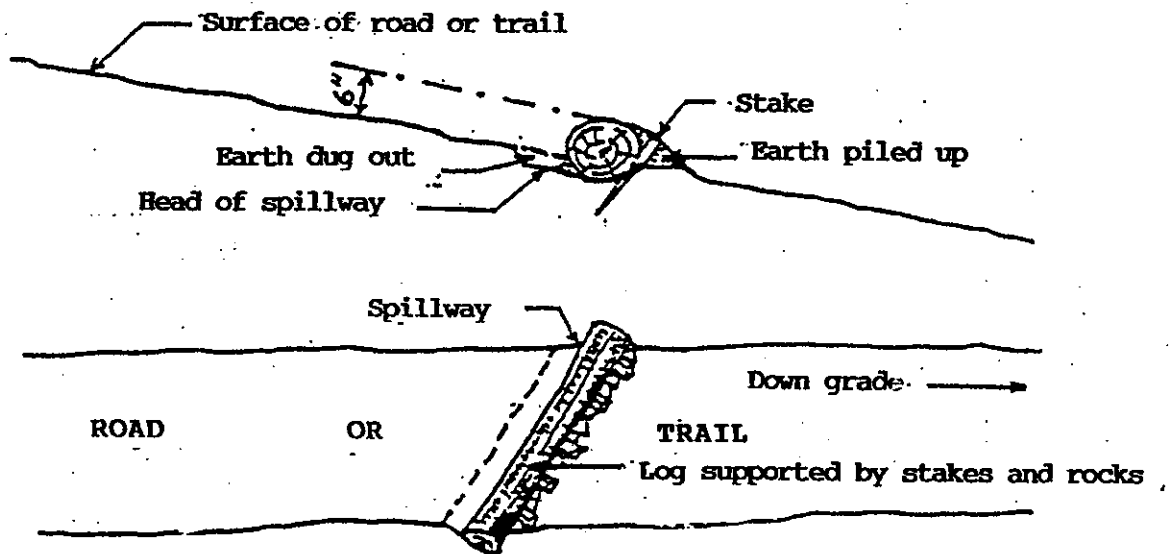 Surface of road or trail
6"
Stake
Earth dug out
Earth piled up
Head of spillway
Spillway
Down grade
ROAD OR TRAIL
Log supported by stakes and rocks